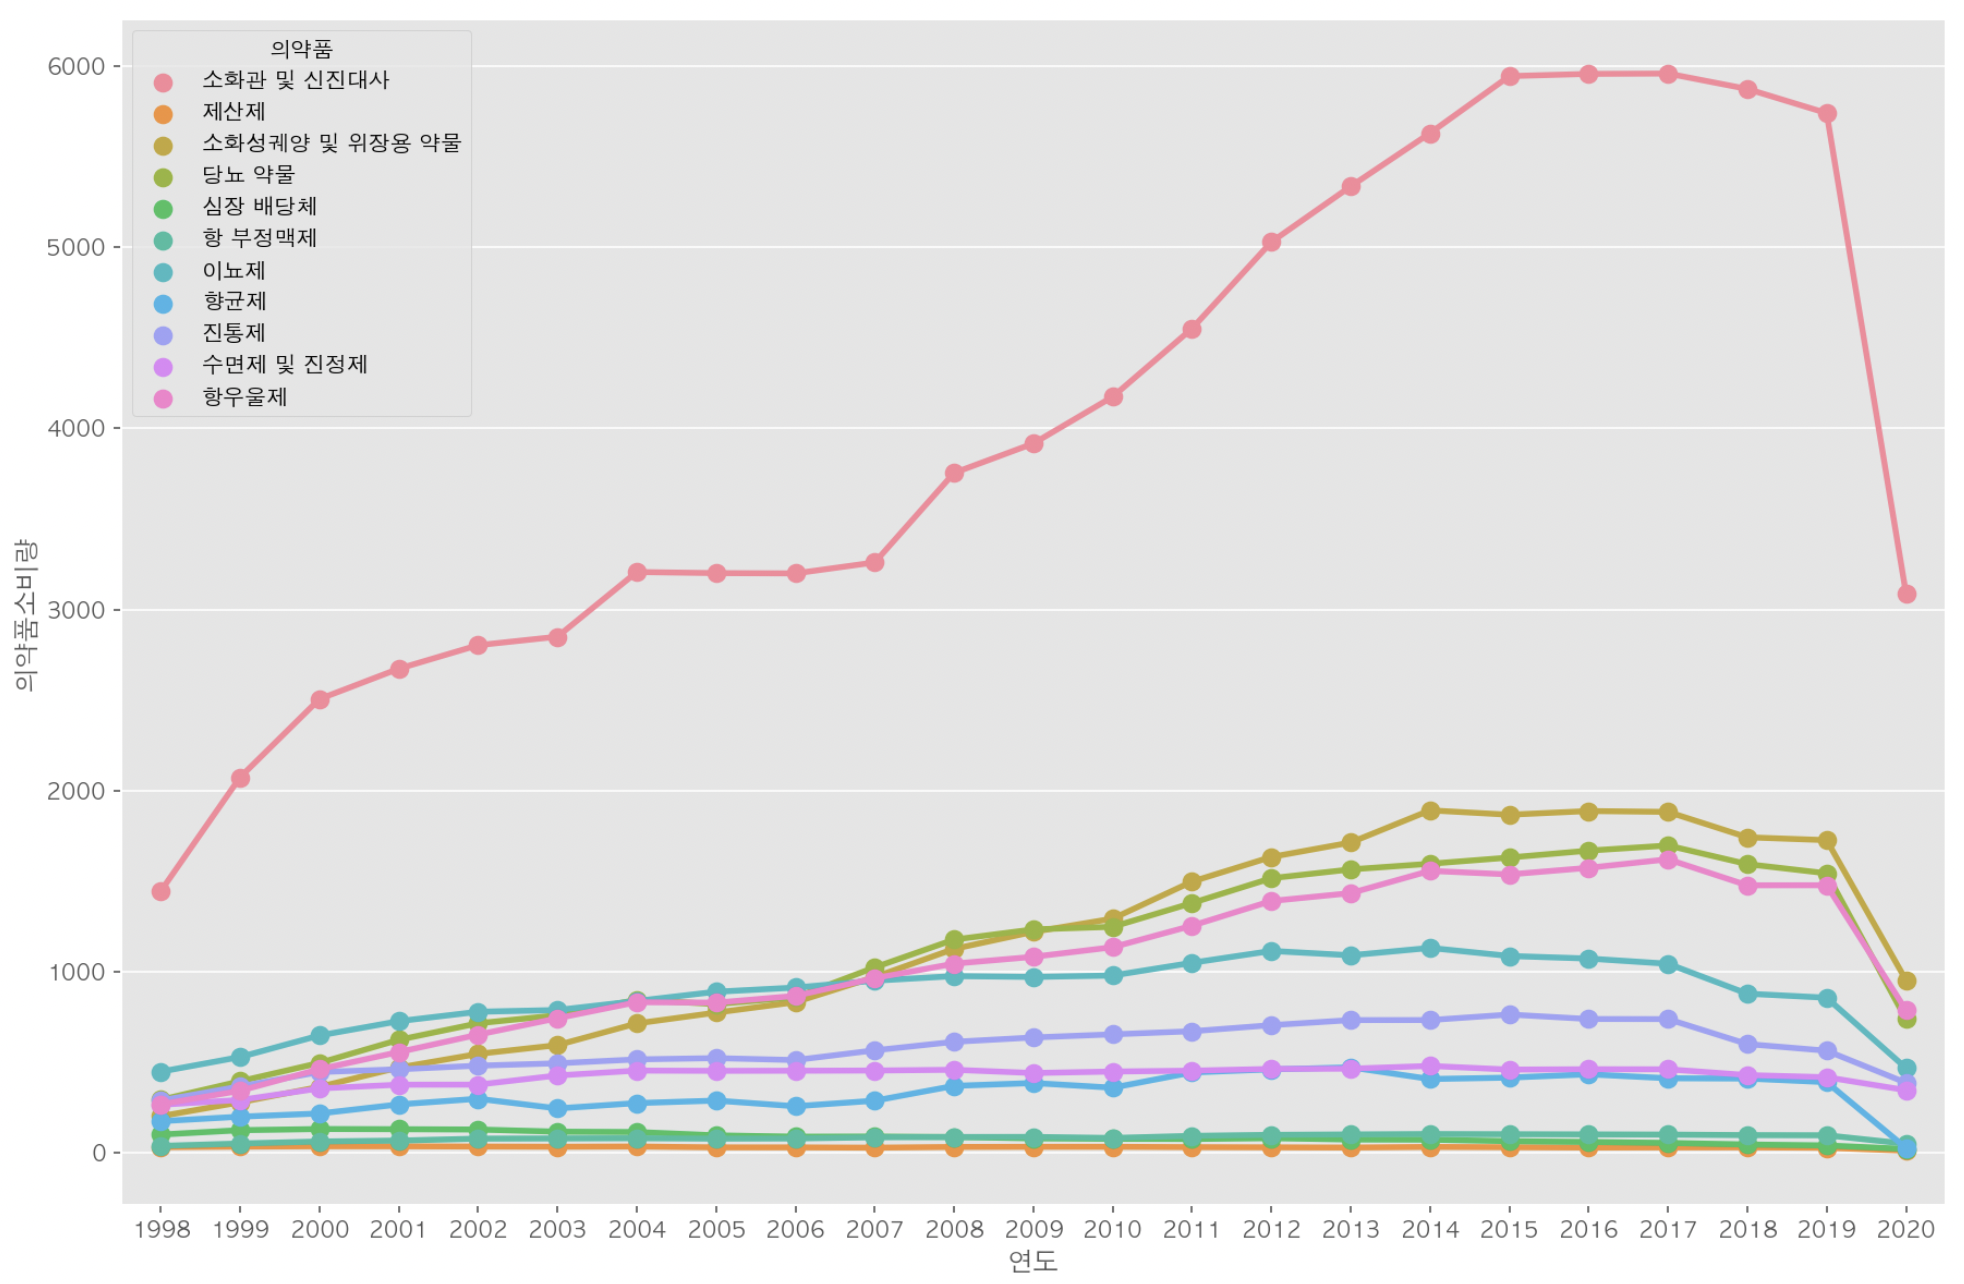 의약품
소화관 및 신진대사
제산제
소화성궤양 및 위장용 약물
당뇨 약물
심장 배당체
항 부정맥제
이뇨제
향균제
진통제
수면제 및 진정제
항우울제
6000
5000
4000
3000
2000
1000
0
의약품소비량
1998 1999 2000 2001 2002 2003 2004 2005 2006 2007 2008 2009 2010 2011 2012 2013 2014 2015 2016 2017 2018 2019 2020
연도